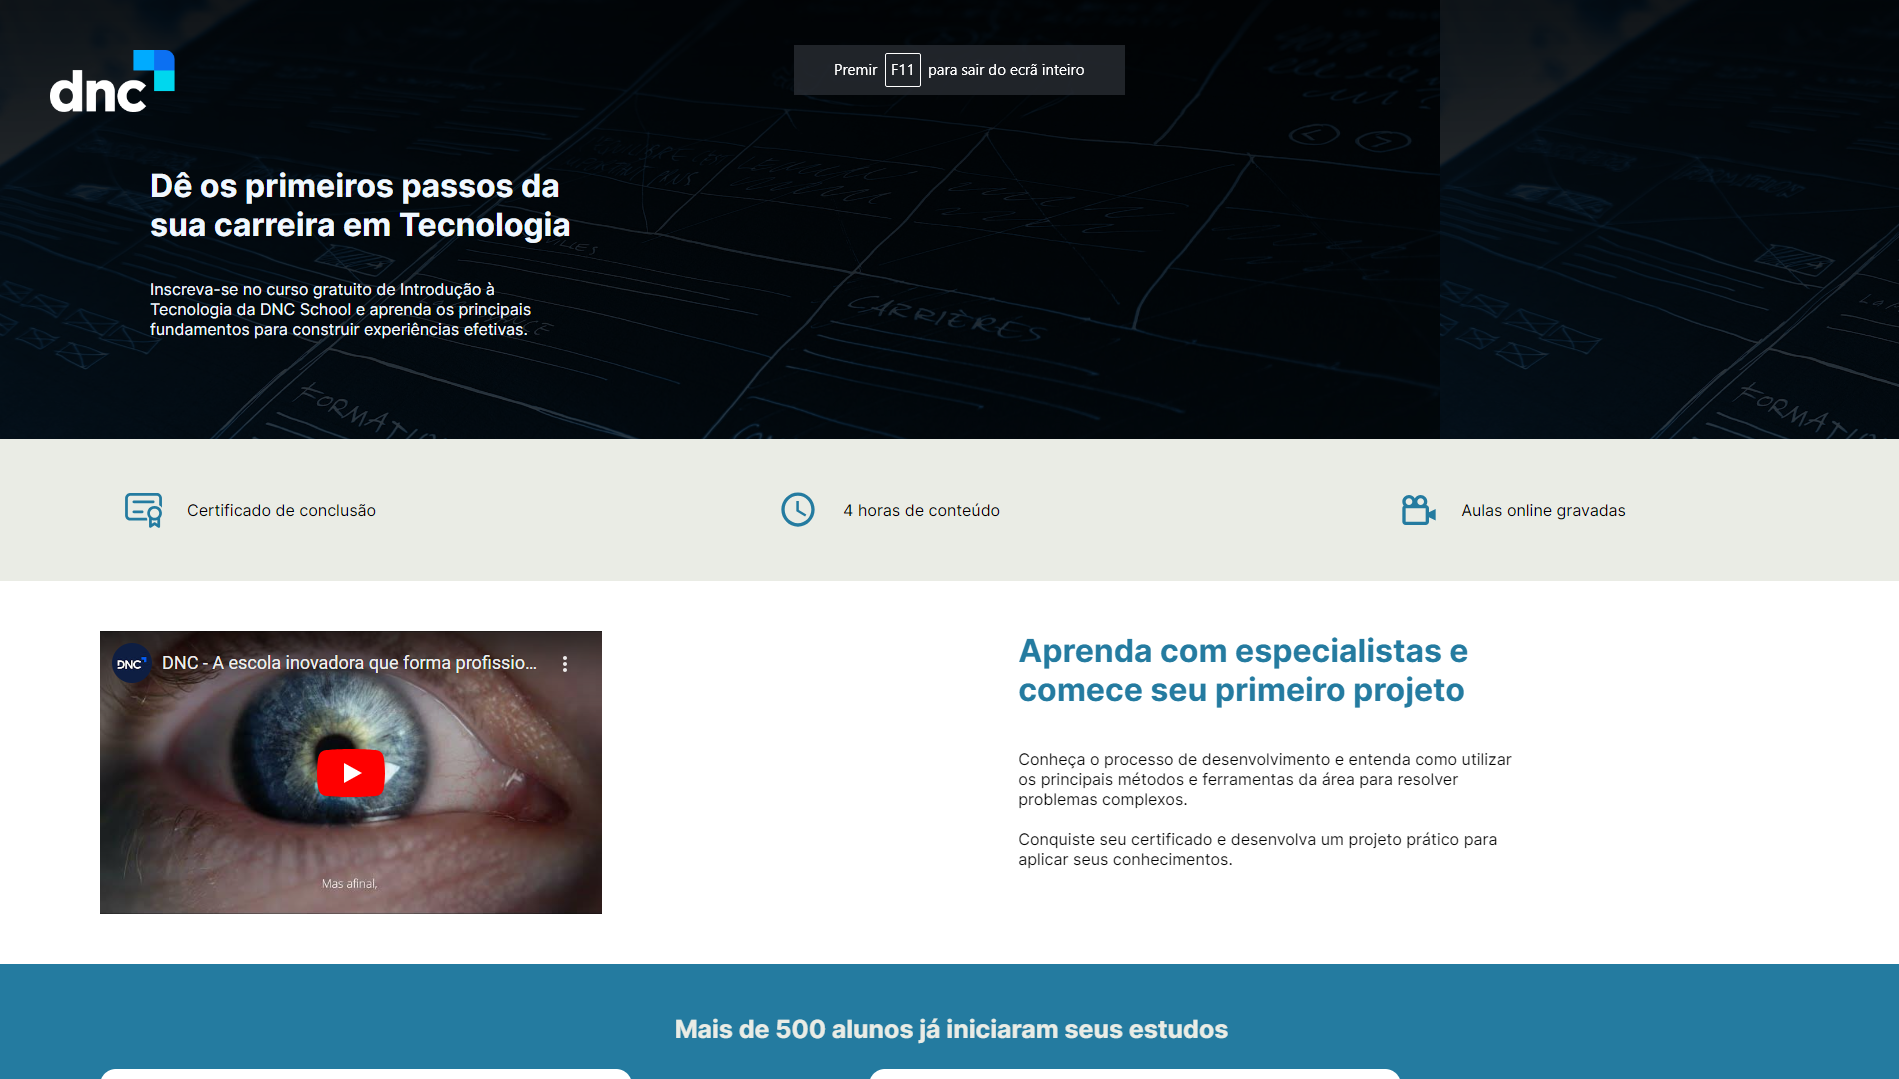 dnc
Premir F11 para sair do ecrã inteiro
Dê os primeiros passos da
sua carreira em Tecnologia
Inscreva-se no curso gratuito de Introdução à
Tecnologia da DNC School e aprenda os principais
fundamentos para construir experiências efetivas.
CARRIÈRES
FORMATION
FORMATION
Certificado de conclusão
4 horas de conteúdo
Aulas online gravadas
DNC
DNC - A escola inovadora que forma profissio...
Mas afinal,
Aprenda com especialistas e
comece seu primeiro projeto
Conheça o processo de desenvolvimento e entenda como utilizar
os principais métodos e ferramentas da área para resolver
problemas complexos.
Conquiste seu certificado e desenvolva um projeto prático para
aplicar seus conhecimentos.
Mais de 500 alunos já iniciaram seus estudos